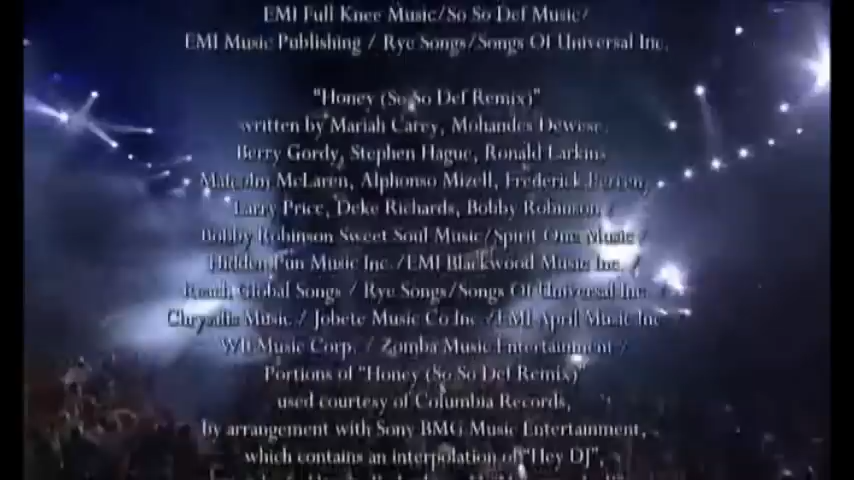 EMI Full Knee Music/So So Def Music/
EMI Music Publishing / Rye Songs/Songs Of Universal Inc.
"Honey (So So Def Remix)"
written by Mariah Carey, Mohandes Dewese,
Berry Gordy, Stephen Hague, Ronald Larkins
Malcolm McLaren, Alphonso Mizell, Frederick Perren,
Larry Price, Deke Richards, Bobby Robinson /
Bobby Robinson Sweet Soul Music/Spirit One Music /
Hidden Pun Music Inc./EMI Blackwood Music Inc. /
Reach Global Songs / Rye Songs/Songs Of Universal Inc. /
Chrysalis Music / Jobete Music Co Inc /EMI April Music Inc
WB Music Corp. / Zomba Music Entertainment /
Portions of "Honey (So So Def Remix)"
used courtesy of Columbia Records,
by arrangement with Sony BMG Music Entertainment,
which contains an interpolation of "Hey DJ",